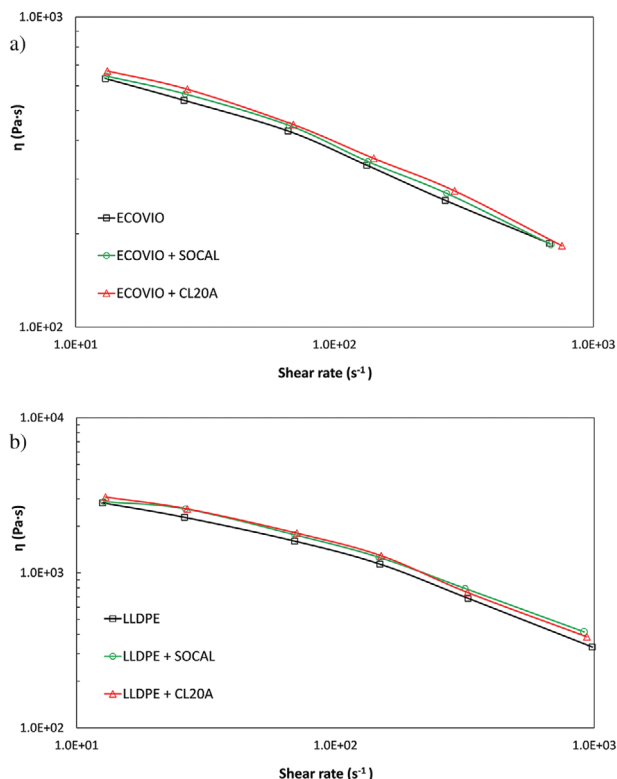 a)
1.0E+03
η (Pa·s)
ECOVIO
ECOVIO + SOCAL
ECOVIO + CL20A
1.0E+02
1.0E+01 1.0E+02 1.0E+03
Shear rate (s⁻¹)
b)
1.0E+04
η (Pa·s)
1.0E+03
LLDPE
LLDPE + SOCAL
LLDPE + CL20A
1.0E+02
1.0E+01 1.0E+02 1.0E+03
Shear rate (s⁻¹)